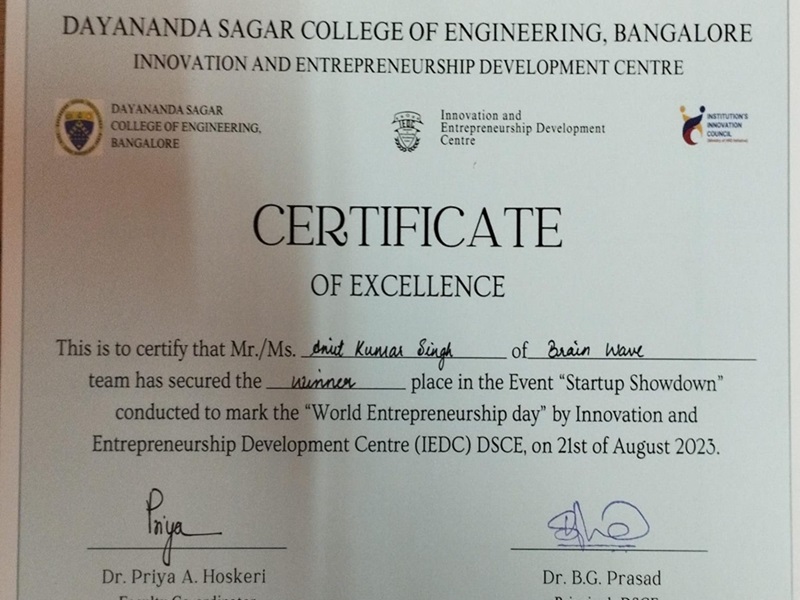 DAYANANDA SAGAR COLLEGE OF ENGINEERING, BANGALORE
INNOVATION AND ENTREPRENEURSHIP DEVELOPMENT CENTRE
DAYANANDA SAGAR
COLLEGE OF ENGINEERING,
BANGALORE
IEDC
Innovation and
Entrepreneurship Development
Centre
INSTITUTION'S
INNOVATION
COUNCIL
CERTIFICATE
OF EXCELLENCE
This is to certify that Mr./Ms. Kumar Singh of Brain Wave
team has secured the winner place in the Event "Startup Showdown"
conducted to mark the "World Entrepreneurship day" by Innovation and
Entrepreneurship Development Centre (IEDC) DSCE, on 21st of August 2023.
Priya
Dr. Priya A. Hoskeri
Dr. B.G. Prasad